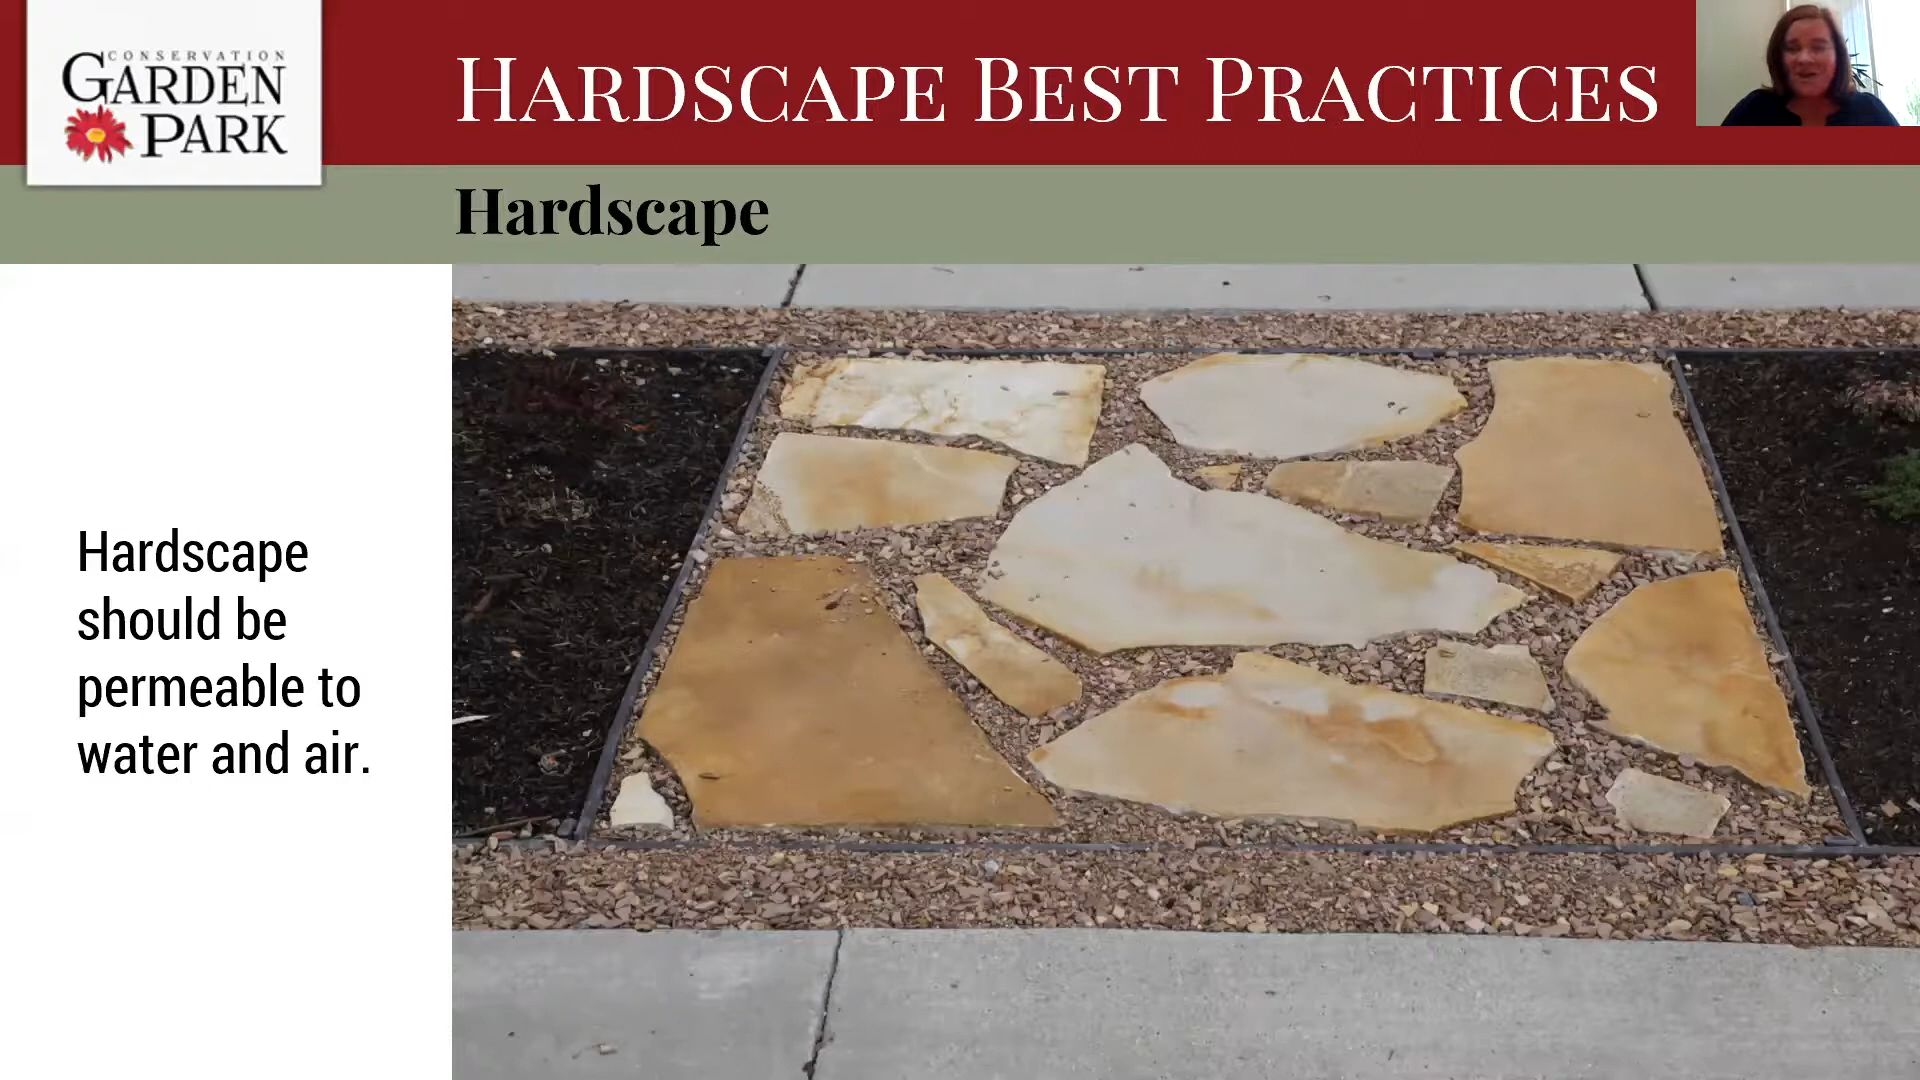 CONSERVATION
GARDEN
PARK
HARDSCAPE BEST PRACTICES
Hardscape
Hardscape
should be
permeable to
water and air.